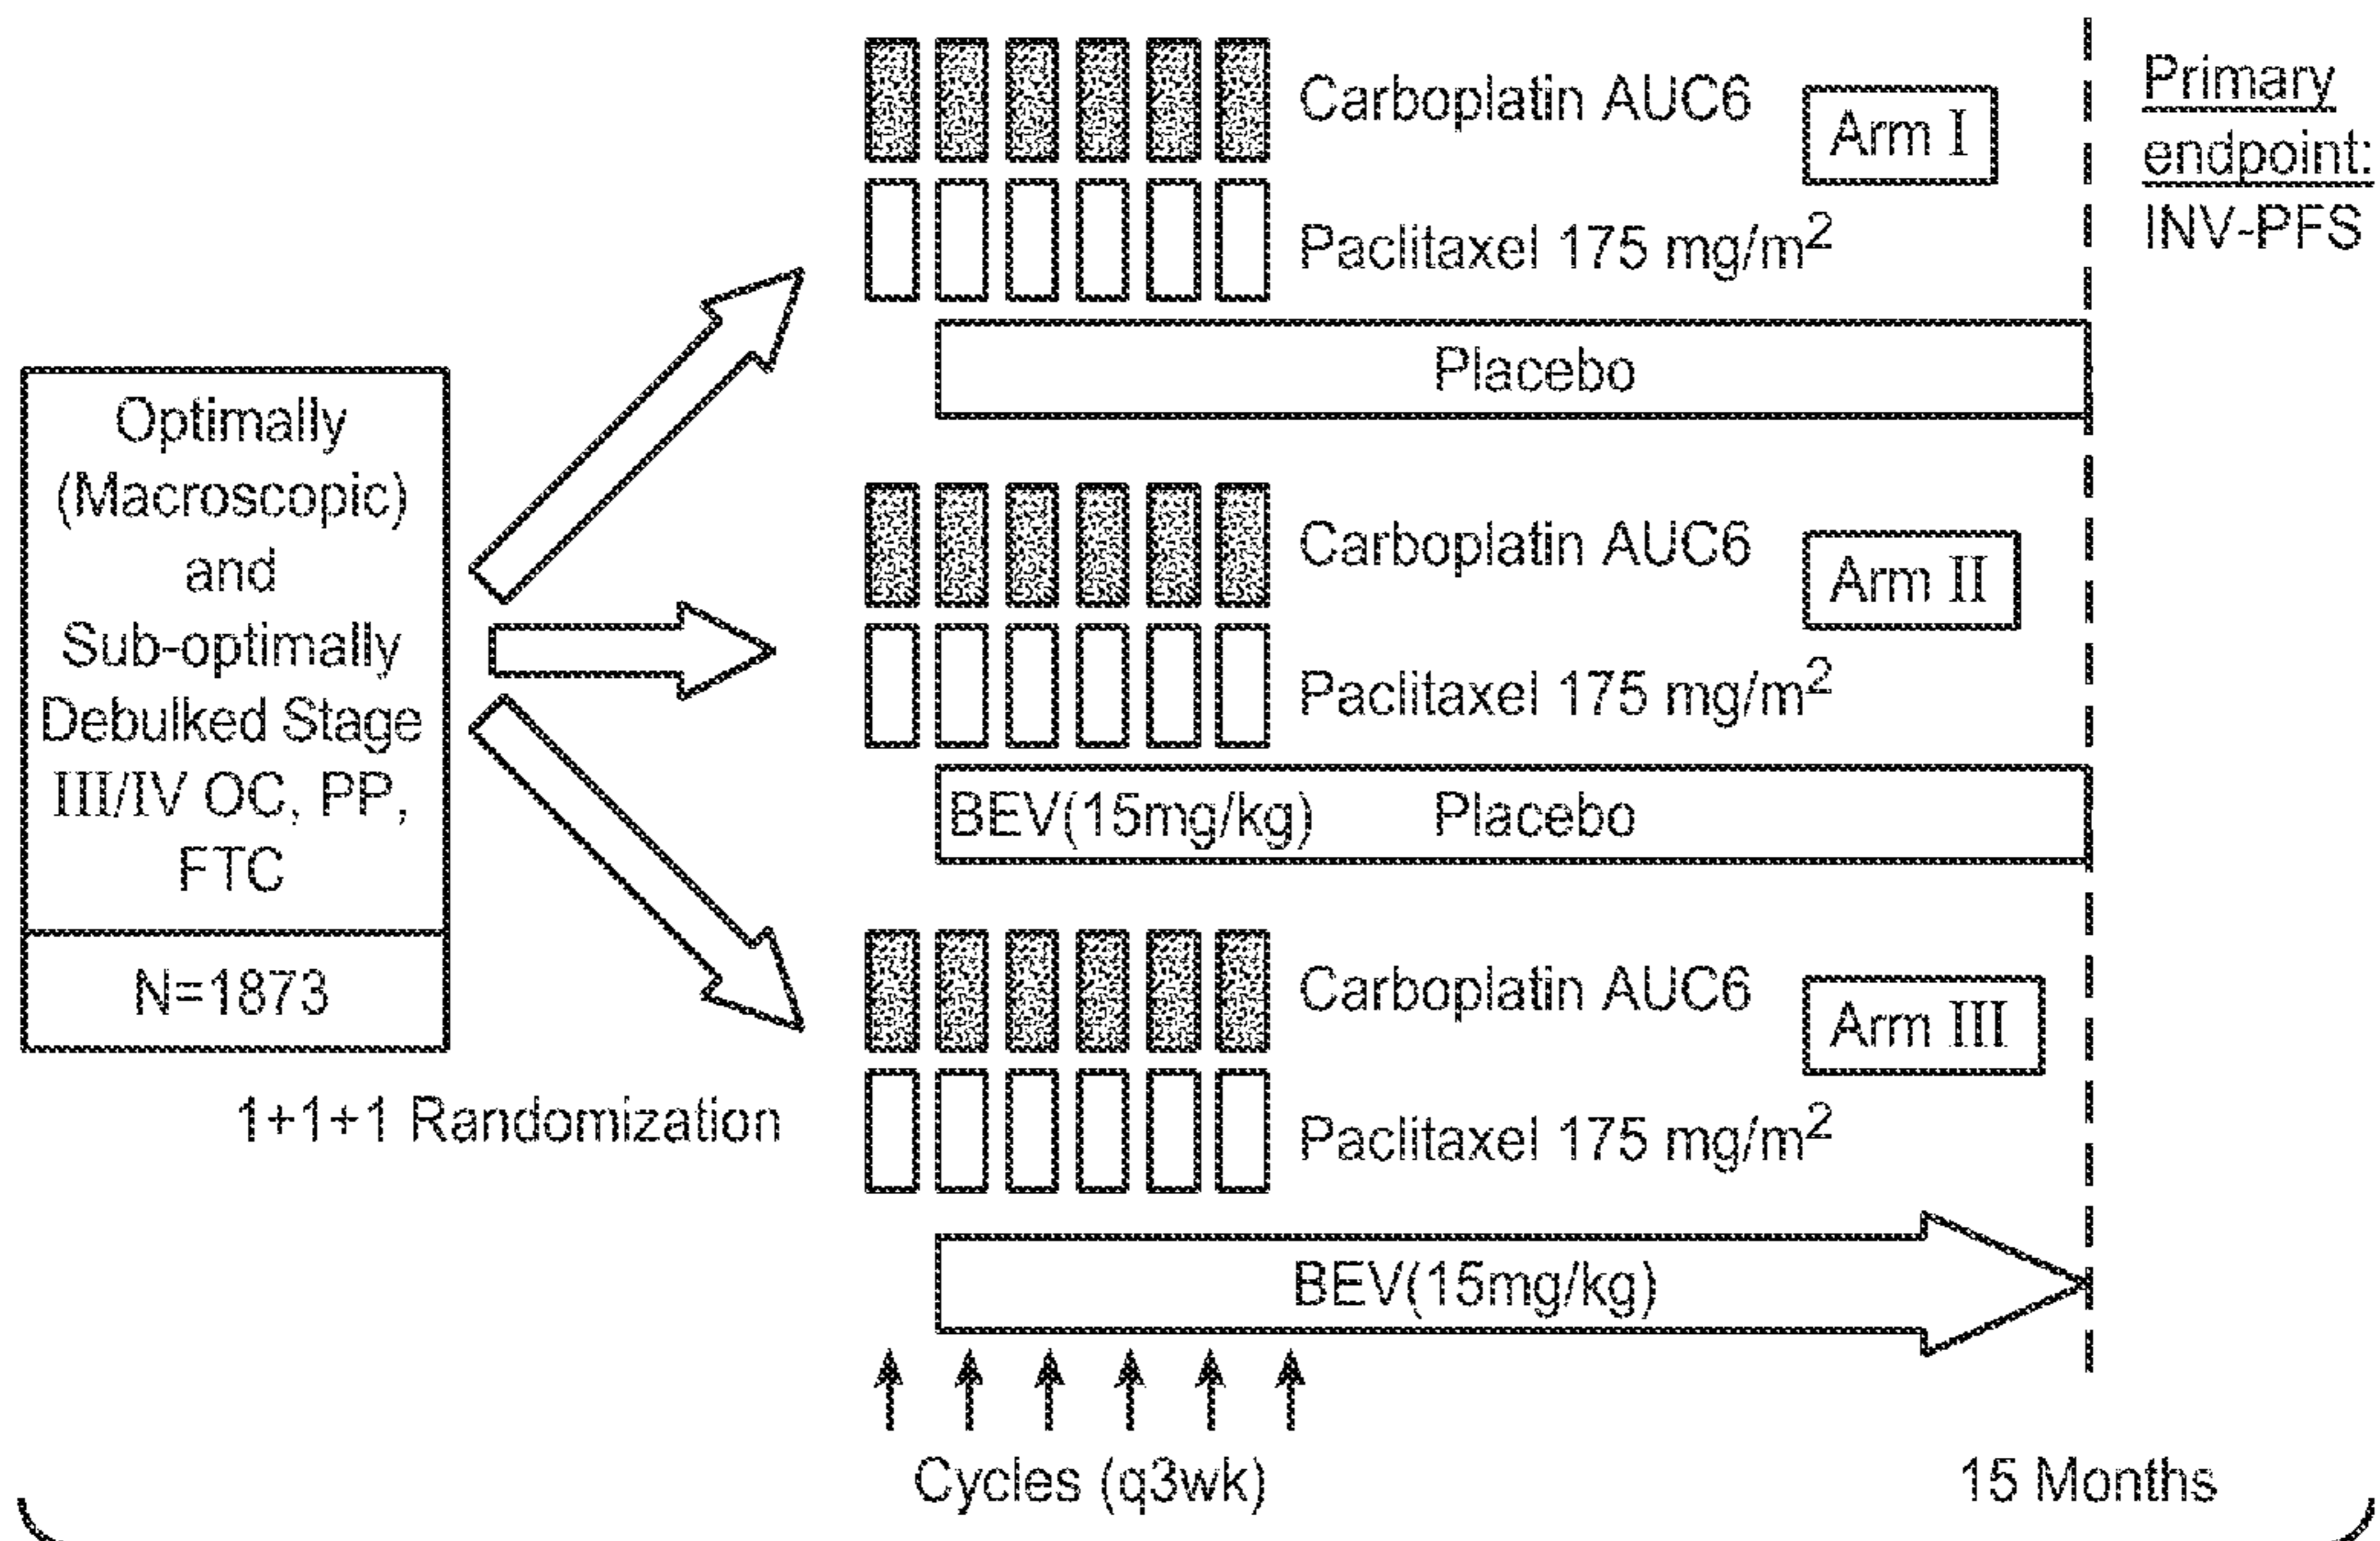 Optimally
(Macroscopic)
and
Sub-optimally
Debulked Stage
III/IV OC, PP,
FTC
N=1873
1+1+1 Randomization
Carboplatin AUC6
Arm I
Paclitaxel 175 mg/m²
Placebo
Carboplatin AUC6
Arm II
Paclitaxel 175 mg/m²
BEV(15mg/kg) Placebo
Carboplatin AUC6
Arm III
Paclitaxel 175 mg/m²
BEV(15mg/kg)
Cycles (q3wk)
15 Months
Primary
endpoint:
INV-PFS